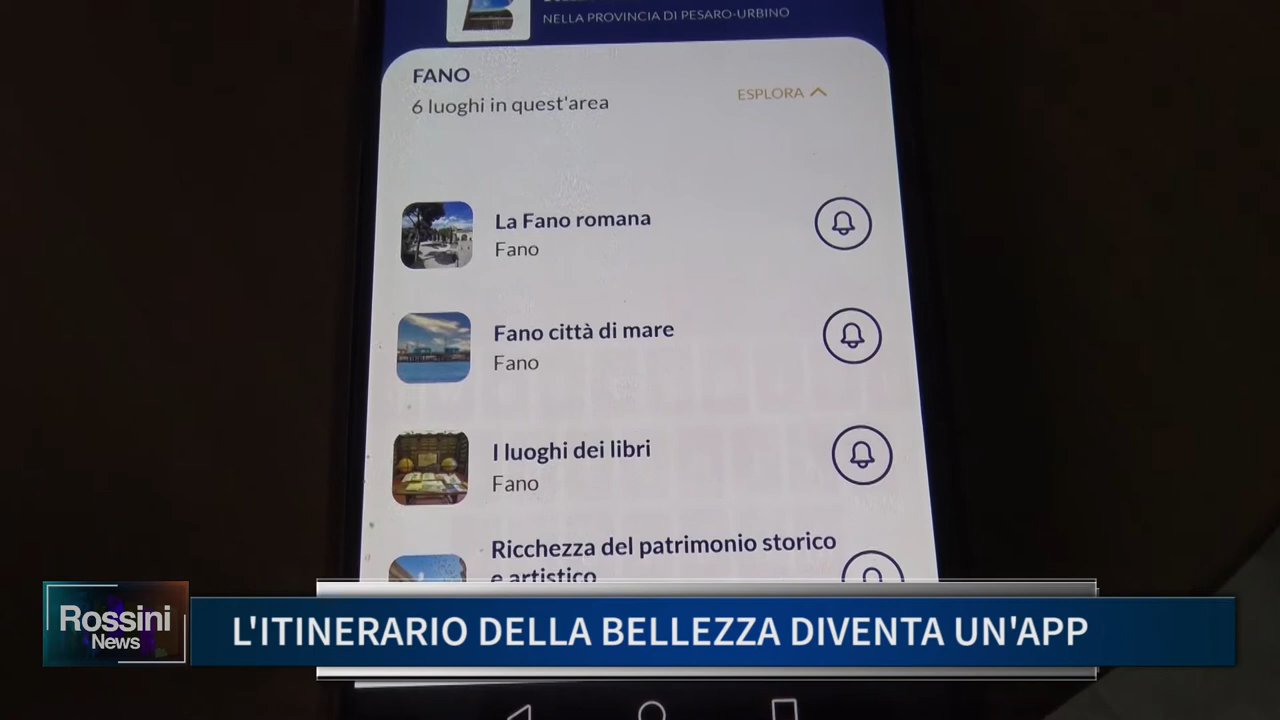 NELLA PROVINCIA DI PESARO-URBINO
FANO
6 luoghi in quest'area
ESPLORA
La Fano romana
Fano
Fano città di mare
Fano
I luoghi dei libri
Fano
Ricchezza del patrimonio storico
e artistico
Rossini
News
L'ITINERARIO DELLA BELLEZZA DIVENTA UN'APP